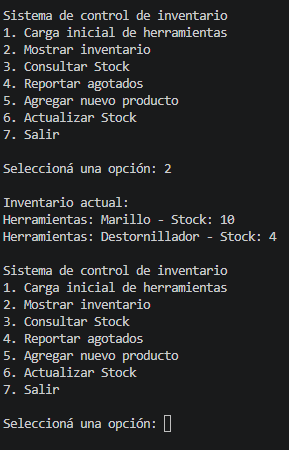 Sistema de control de inventario
1. Carga inicial de herramientas
2. Mostrar inventario
3. Consultar Stock
4. Reportar agotados
5. Agregar nuevo producto
6. Actualizar Stock
7. Salir
Seleccioná una opción: 2
Inventario actual:
Herramientas: Marillo - Stock: 10
Herramientas: Destornillador - Stock: 4
Sistema de control de inventario
1. Carga inicial de herramientas
2. Mostrar inventario
3. Consultar Stock
4. Reportar agotados
5. Agregar nuevo producto
6. Actualizar Stock
7. Salir
Seleccioná una opción: